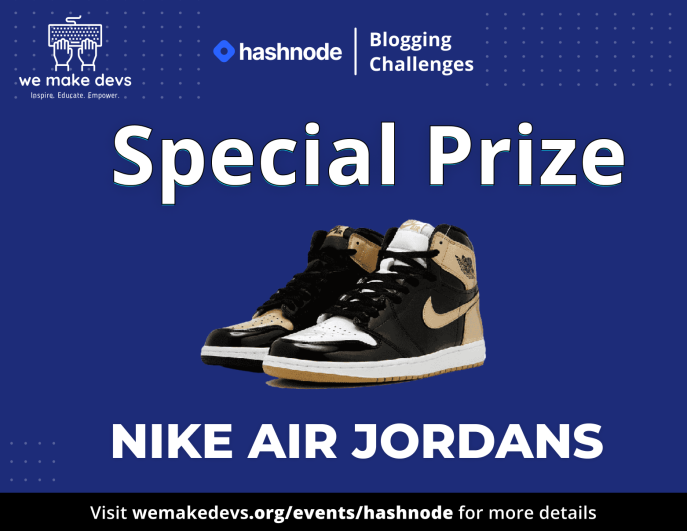 we make devs
Inspire. Educate. Empower.
hashnode
Blogging
Challenges
Special Prize
NIKE AIR JORDANS
Visit wemakedevs.org/events/hashnode for more details